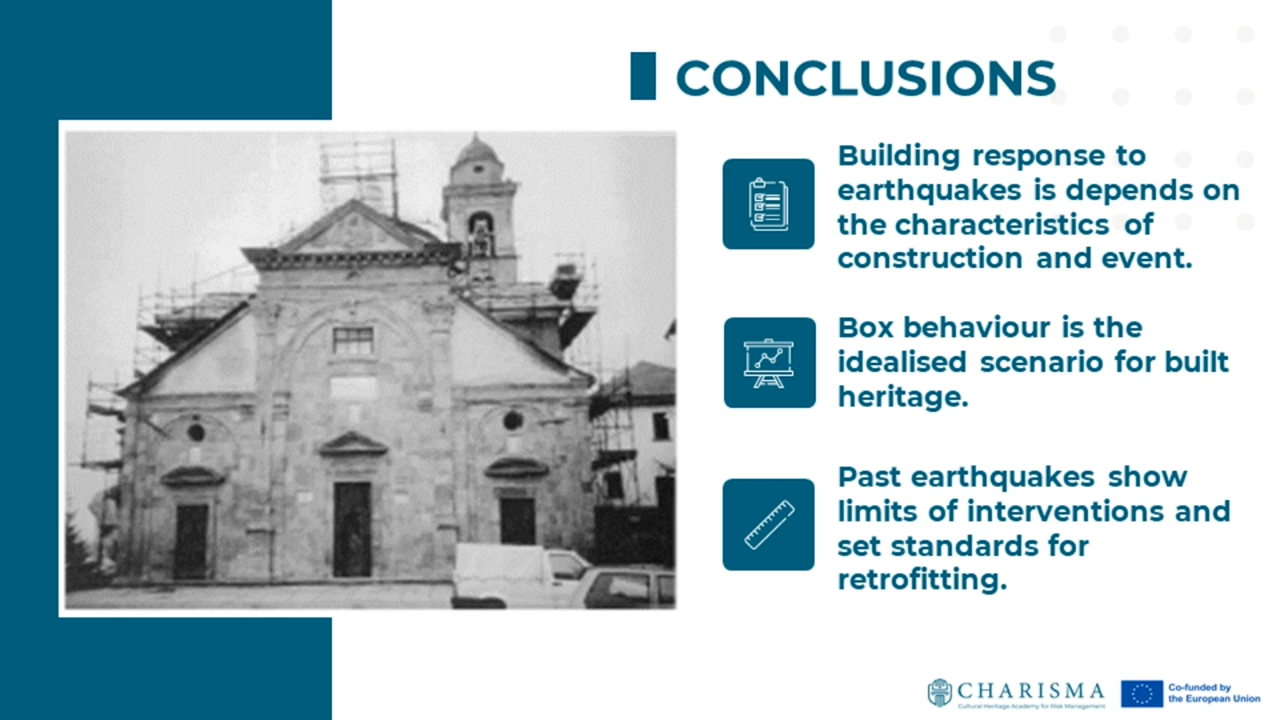 CONCLUSIONS
Building response to
earthquakes is depends on
the characteristics of
construction and event.
Box behaviour is the
idealised scenario for built
heritage.
Past earthquakes show
limits of interventions and
set standards for
retrofitting.
CHARISMA
Cultural Heritage Academy for Risk Management
Co-funded by
the European Union